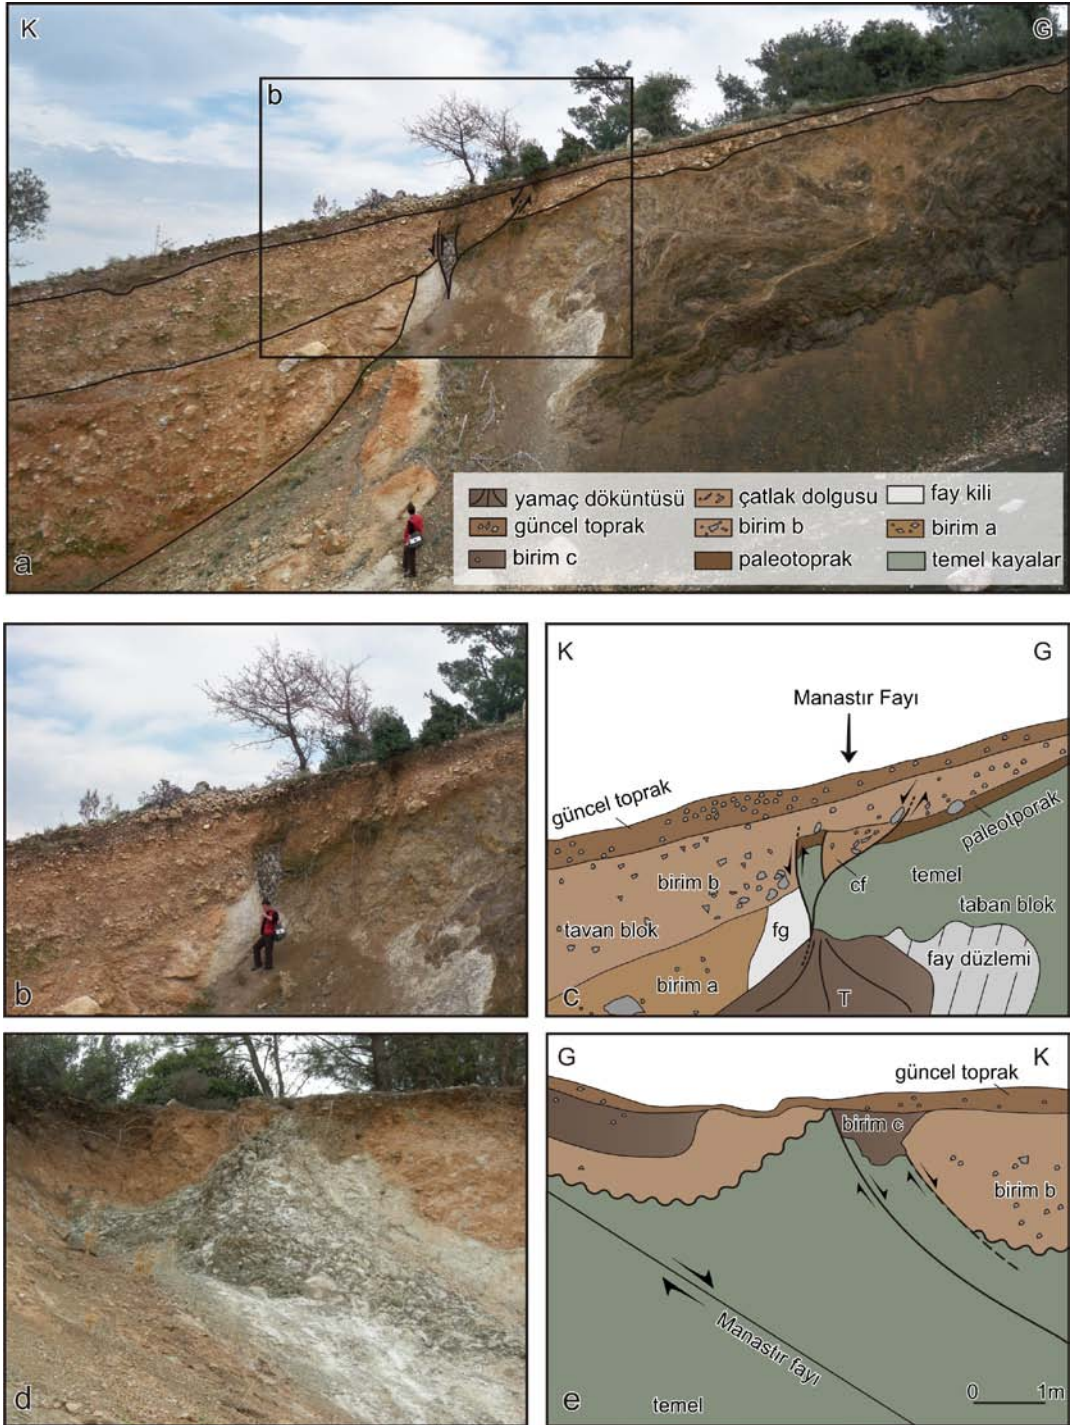 K G
b
yamaç döküntüsü çatlak dolgusu fay kili
güncel toprak birim b birim a
birim c paleotoprak temel kayalar
a
b
K G
Manastır Fayı
güncel toprak
paleotporak
birim b cf temel
taban blok
tavan blok fg
fay düzlemi
birim a
c T
d
G K
güncel toprak
birim c
birim b
Manastır fayı
0 1m
e temel